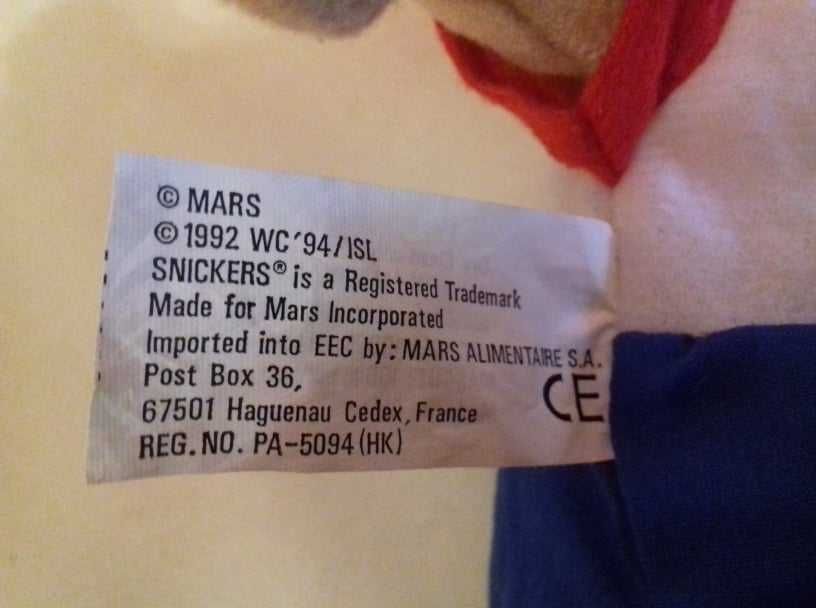 © MARS
© 1992 WC'94/ISL
SNICKERS® is a Registered Trademark
Made for Mars Incorporated
Imported into EEC by: MARS ALIMENTAIRE S.A.
Post Box 36,
67501 Haguenau Cedex, France
REG. NO. PA-5094 (HK)
CE